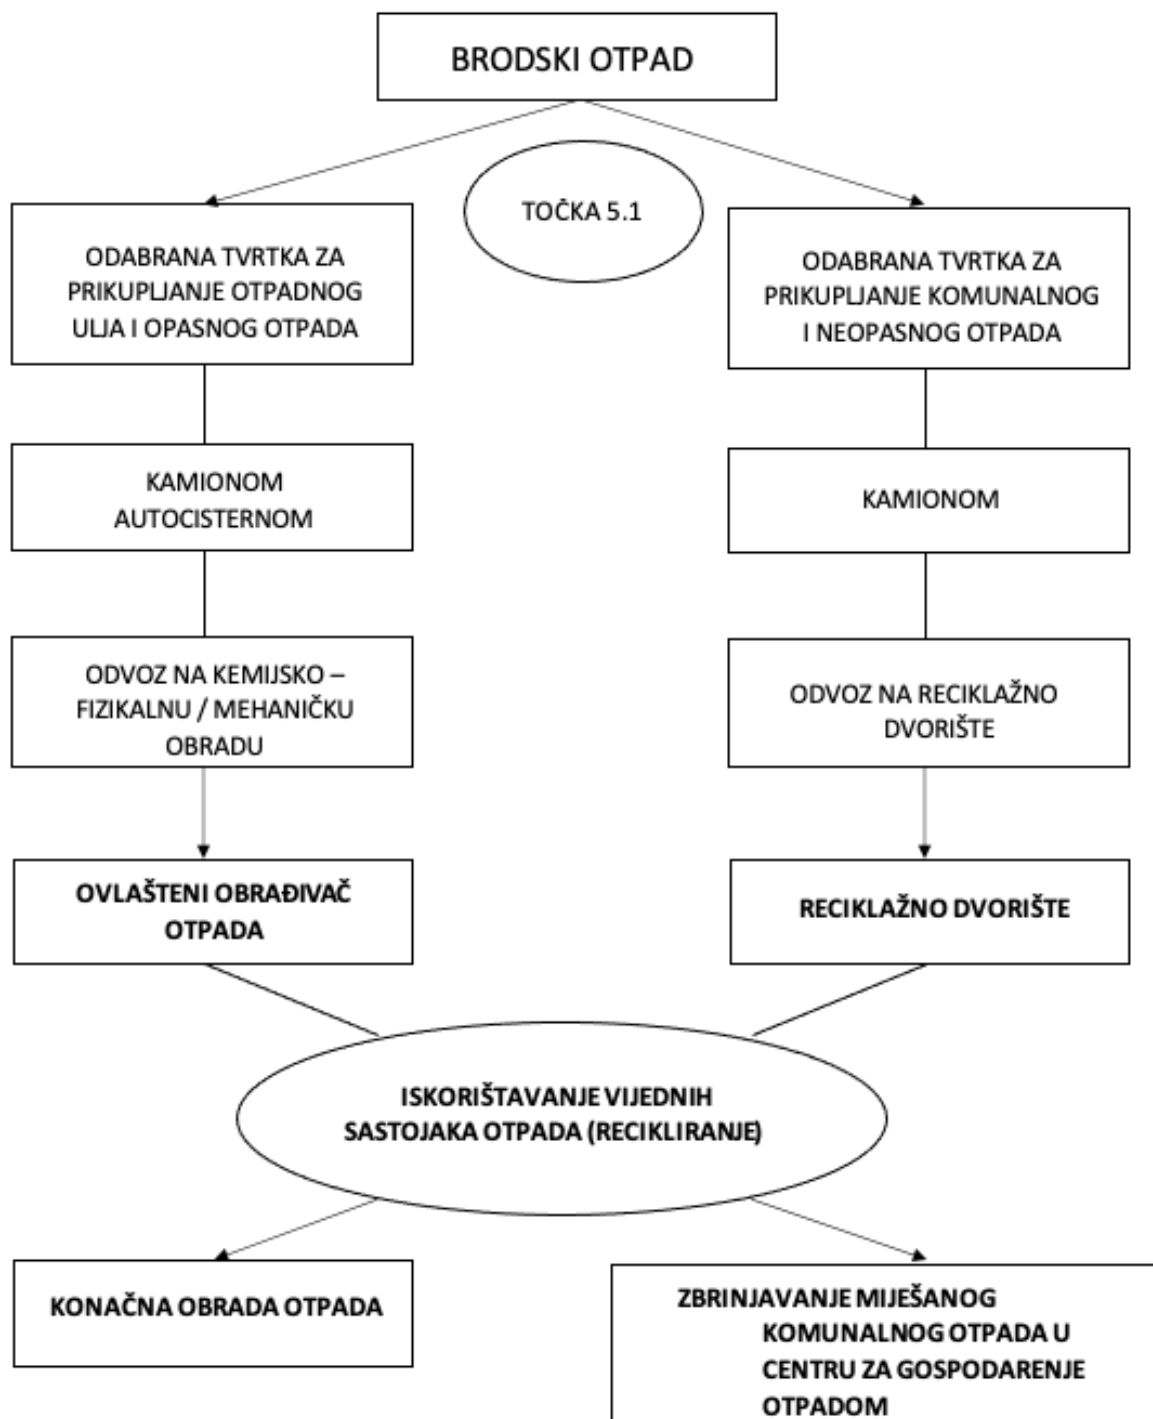 BRODSKI OTPAD
TOČKA 5.1
ODABRANA TVRTKA ZA
PRIKUPLJANJE OTPADNOG
ULJA I OPASNOG OTPADA
ODABRANA TVRTKA ZA
PRIKUPLJANJE KOMUNALNOG
I NEOPASNOG OTPADA
KAMIONOM
AUTOCISTERNOM
KAMIONOM
ODVOZ NA KEMIJSKO –
FIZIKALNU / MEHANIČKU
OBRADU
ODVOZ NA RECIKLAŽNO
DVORIŠTE
OVLAŠTENI OBRAĐIVAČ
OTPADA
RECIKLAŽNO DVORIŠTE
ISKORIŠTAVANJE VIJEDNIH
SASTOJAKA OTPADA (RECIKLIRANJE)
KONAČNA OBRADA OTPADA
ZBRINJAVANJE MIJEŠANOG
KOMUNALNOG OTPADA U
CENTRU ZA GOSPODARENJE
OTPADOM